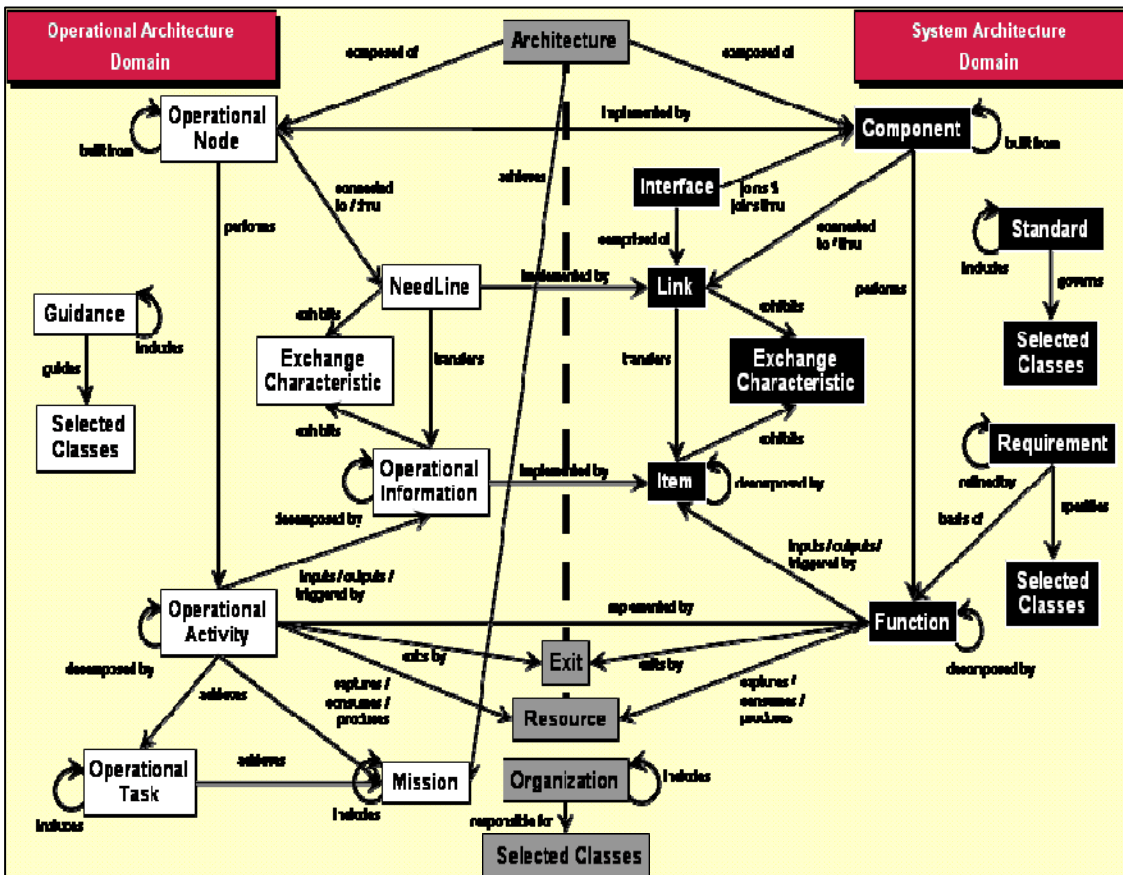 Operational Architecture
Domain
Architecture
System Architecture
Domain
composed of
composed of
Operational
Node
built from
implemented by
Component
built from
achieves
Interface
joins &
joins thru
connected
to / thru
performs
comprised of
connected
to / thru
Standard
includes
governs
Selected
Classes
Guidance
includes
guides
Selected
Classes
NeedLine
implemented by
Link
performs
exhibits
transfers
Exchange
Characteristic
exhibits
transfers
exhibits
Exchange
Characteristic
exhibits
Operational
Information
decomposed by
implemented by
Item
decomposed by
Requirement
refined by
basis of
specifies
Selected
Classes
inputs / outputs /
triggered by
inputs / outputs /
triggered by
Operational
Activity
decomposed by
implemented by
Function
decomposed by
exits by
Exit
exits by
achieves
captures /
consumes /
produces
Resource
captures /
consumes /
produces
Operational
Task
includes
achieves
Mission
includes
Organization
includes
responsible for
Selected Classes